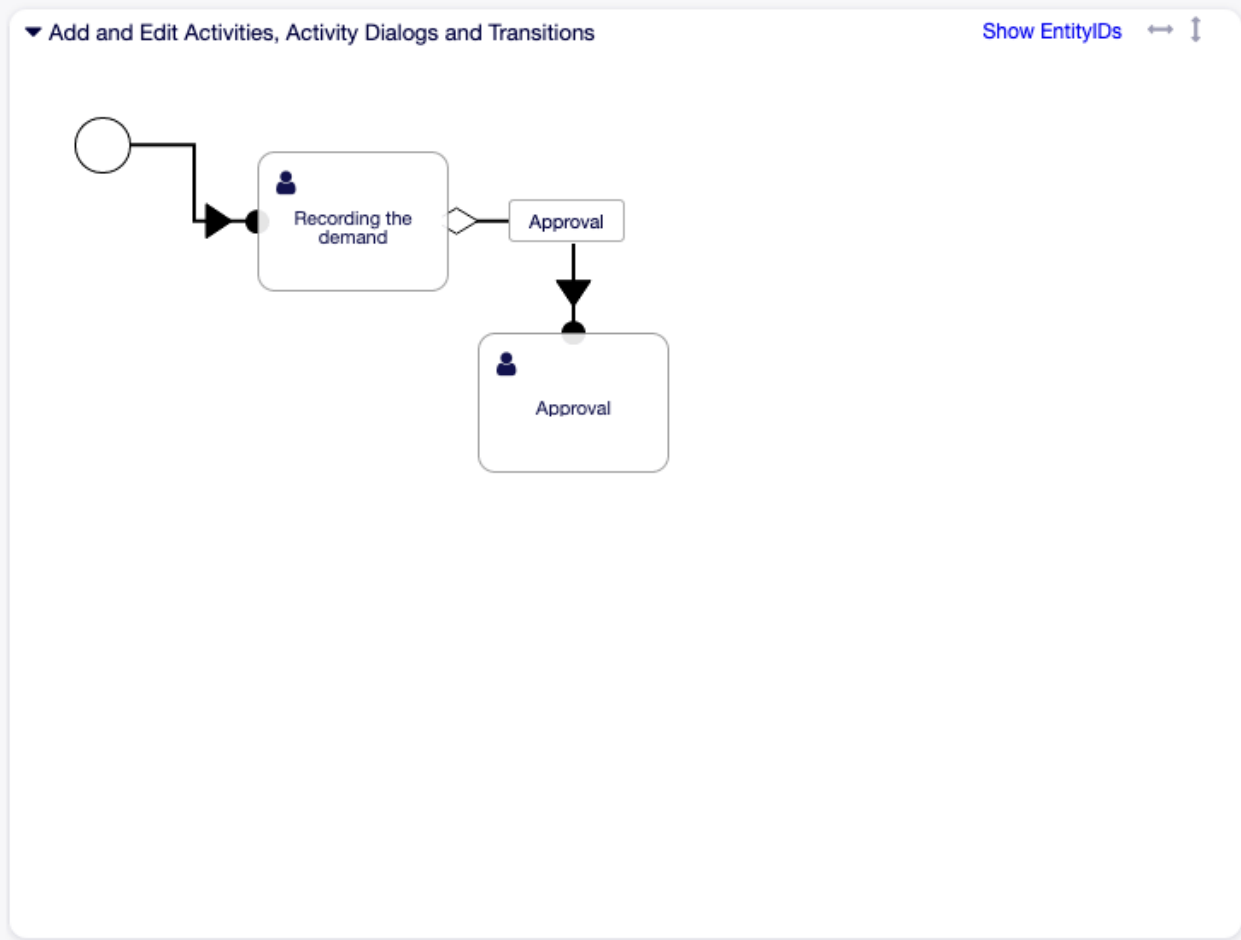 Add and Edit Activities, Activity Dialogs and Transitions
Show EntityIDs
Recording the
demand
Approval
Approval